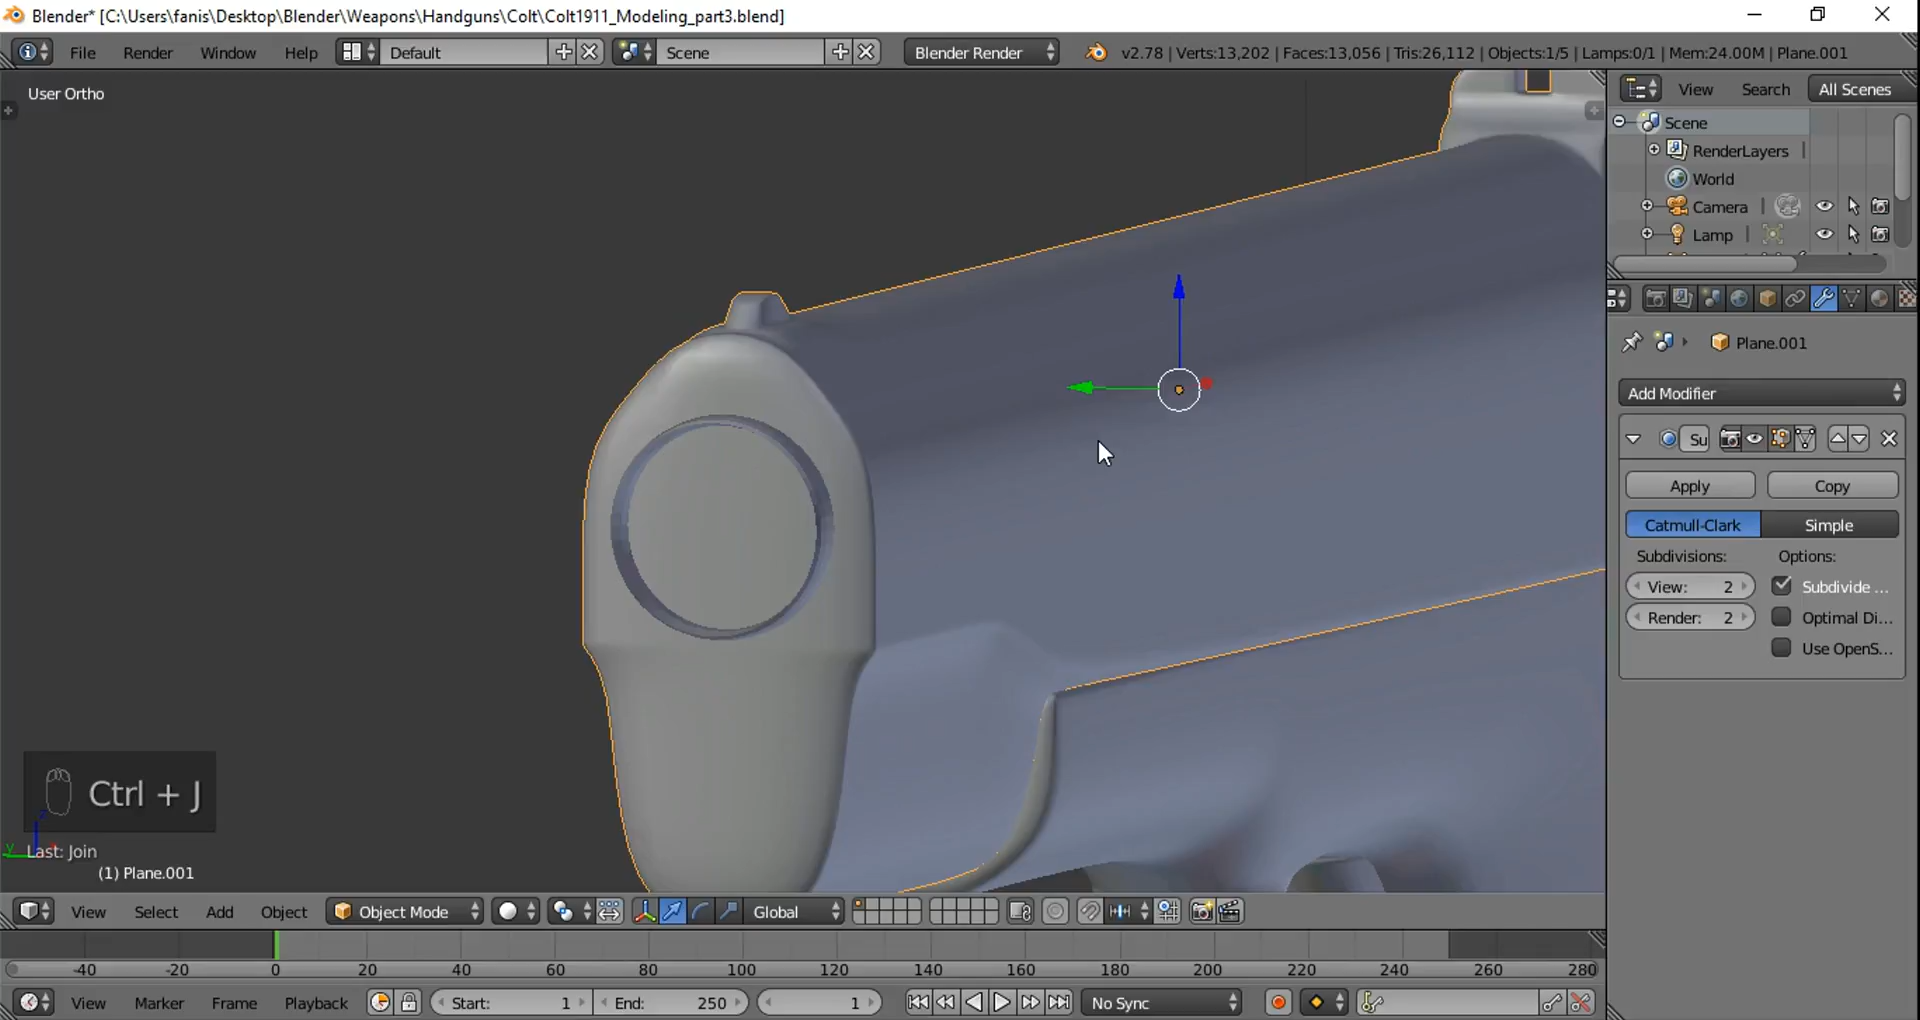 Blender* [C:\Users\fanis\Desktop\Blender\Weapons\Handguns\Colt\Colt1911_Modeling_part3.blend]
File Render Window Help Default Scene Blender Render v2.78 | Verts:13,202 | Faces:13,056 | Tris:26,112 | Objects:1/5 | Lamps:0/1 | Mem:24.00M | Plane.001
User Ortho
View Search All Scenes
Scene
RenderLayers
World
Camera
Lamp
Plane.001
Add Modifier
Su
Apply Copy
Catmull-Clark Simple
Subdivisions: Options:
View: 2 Subdivide ...
Render: 2 Optimal Di...
Use OpenS...
Ctrl + J
y
Last: Join
(1) Plane.001
View Select Add Object Object Mode Global
-40 -20 0 20 40 60 80 100 120 140 160 180 200 220 240 260 280
View Marker Frame Playback Start: 1 End: 250 1 No Sync